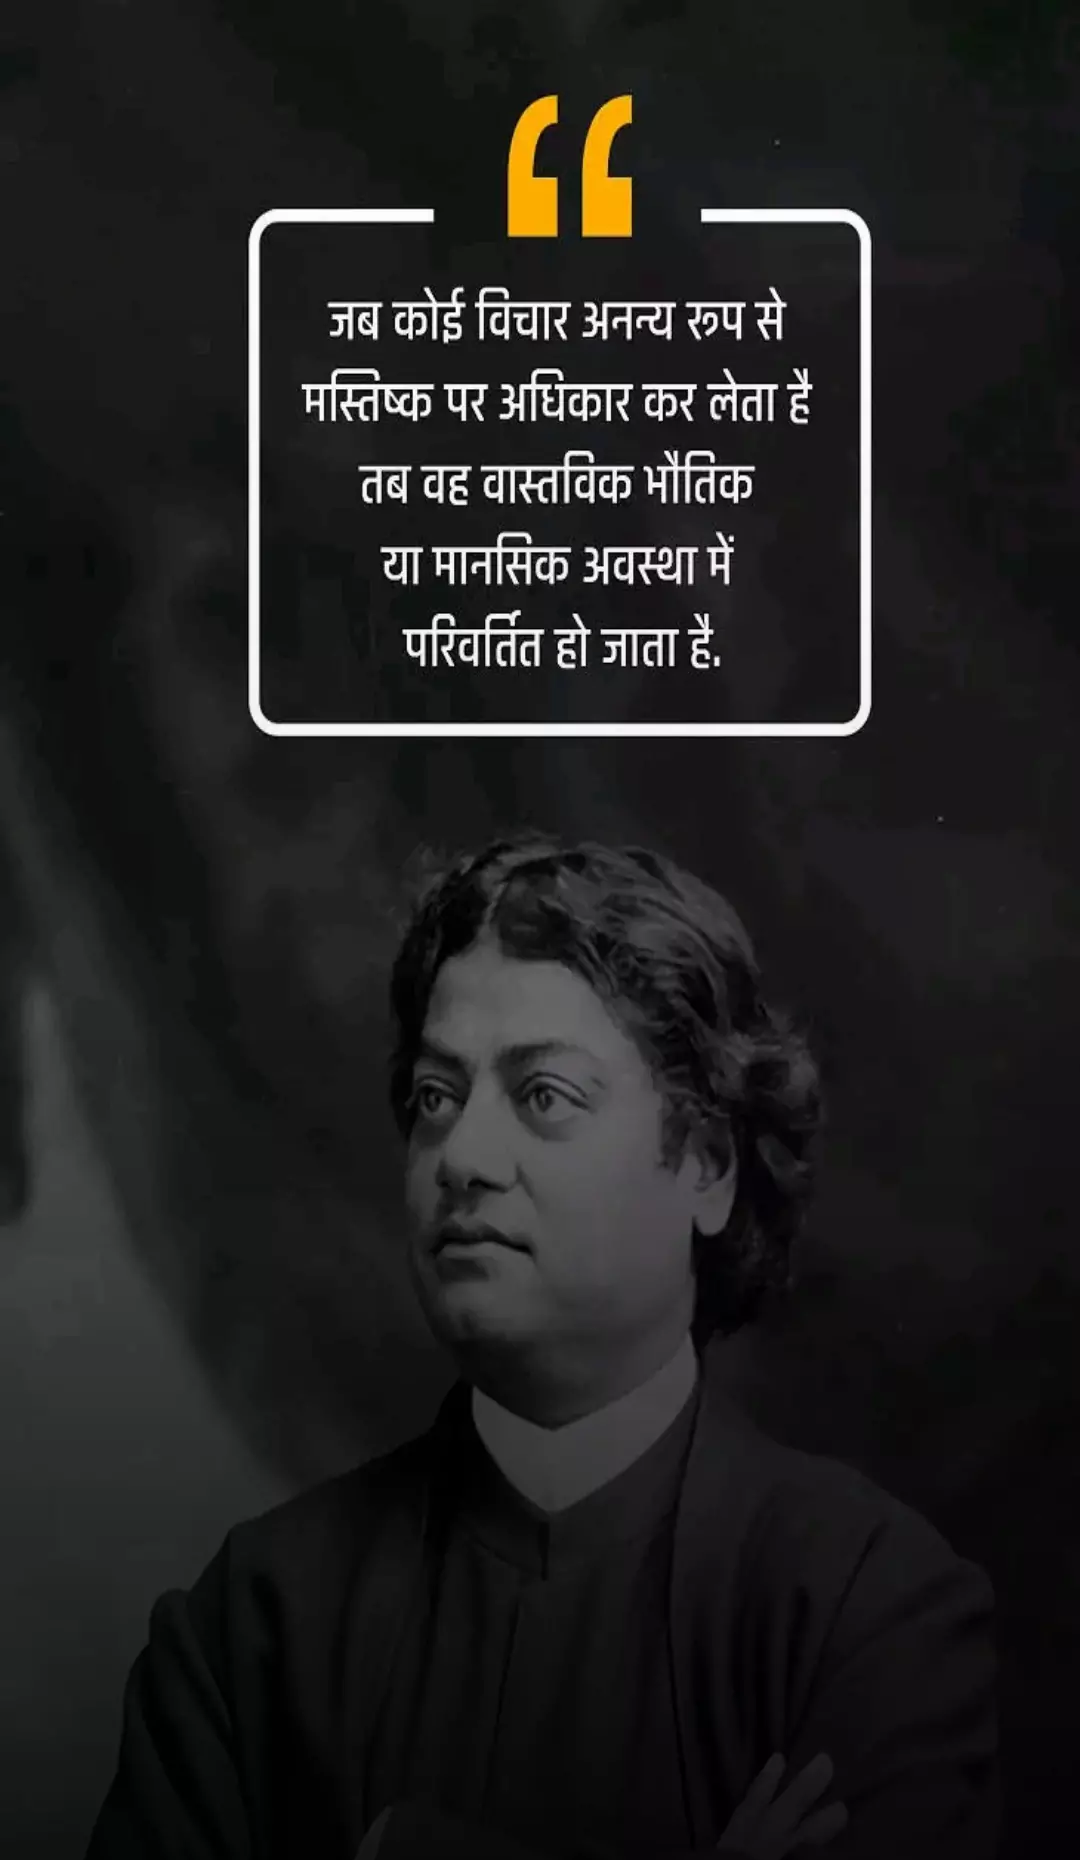 “
जब कोई विचार अनन्य रूप से
मस्तिष्क पर अधिकार कर लेता है
तब वह वास्तविक भौतिक
या मानसिक अवस्था में
परिवर्तित हो जाता है.